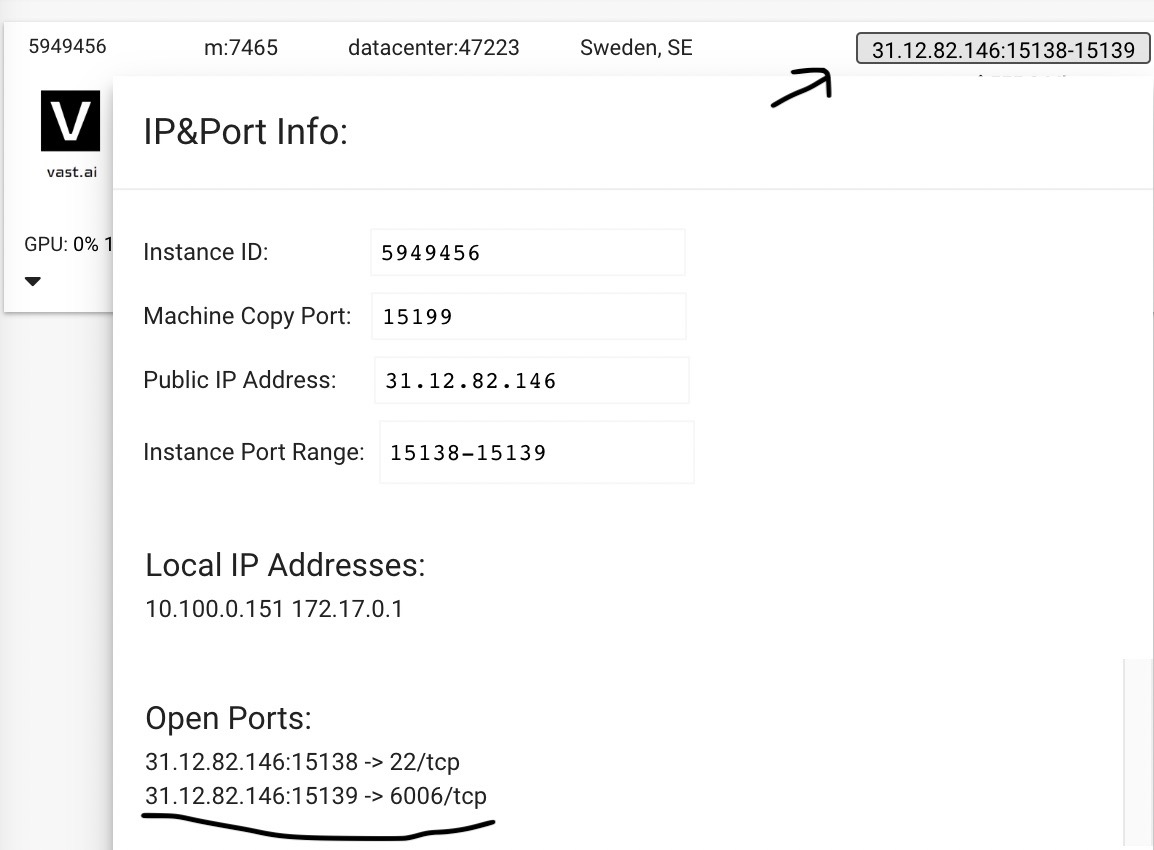 5949456 m:7465 datacenter:47223 Sweden, SE 31.12.82.146:15138-15139
V
vast.ai
GPU: 0% 1
IP&Port Info:
Instance ID: 5949456
Machine Copy Port: 15199
Public IP Address: 31.12.82.146
Instance Port Range: 15138-15139
Local IP Addresses:
10.100.0.151 172.17.0.1
Open Ports:
31.12.82.146:15138 -> 22/tcp
31.12.82.146:15139 -> 6006/tcp